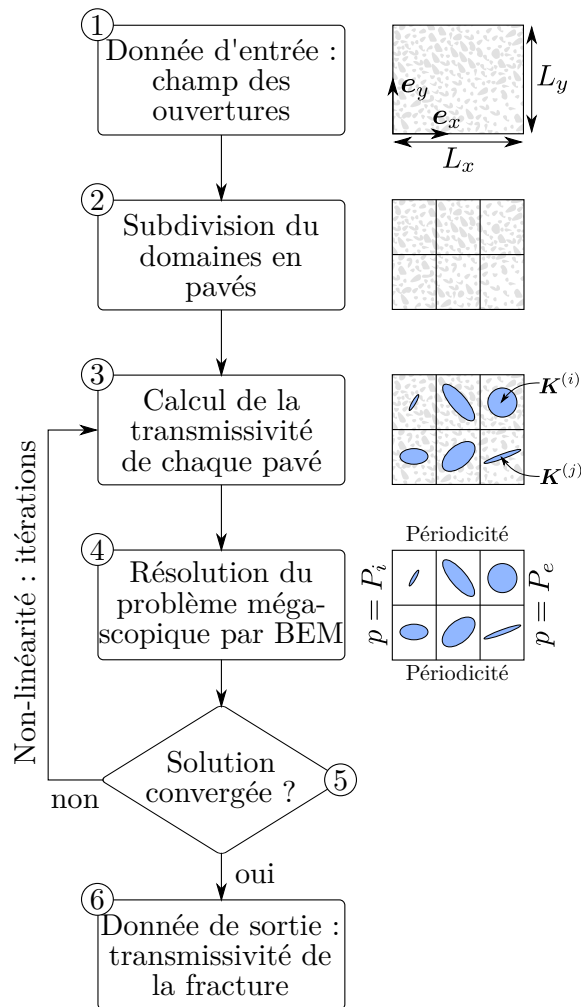 1
Donnée d'entrée :
champ des
ouvertures
e_y
e_x
L_y
L_x
2
Subdivision du
domaines en
pavés
3
Calcul de la
transmissivité
de chaque pavé
K^(i)
K^(j)
Non-linéarité : itérations
4
Résolution du
problème méga-
scopique par BEM
Périodicité
p = P_i
p = P_e
Périodicité
Solution
convergée ?
5
non
oui
6
Donnée de sortie :
transmissivité de
la fracture